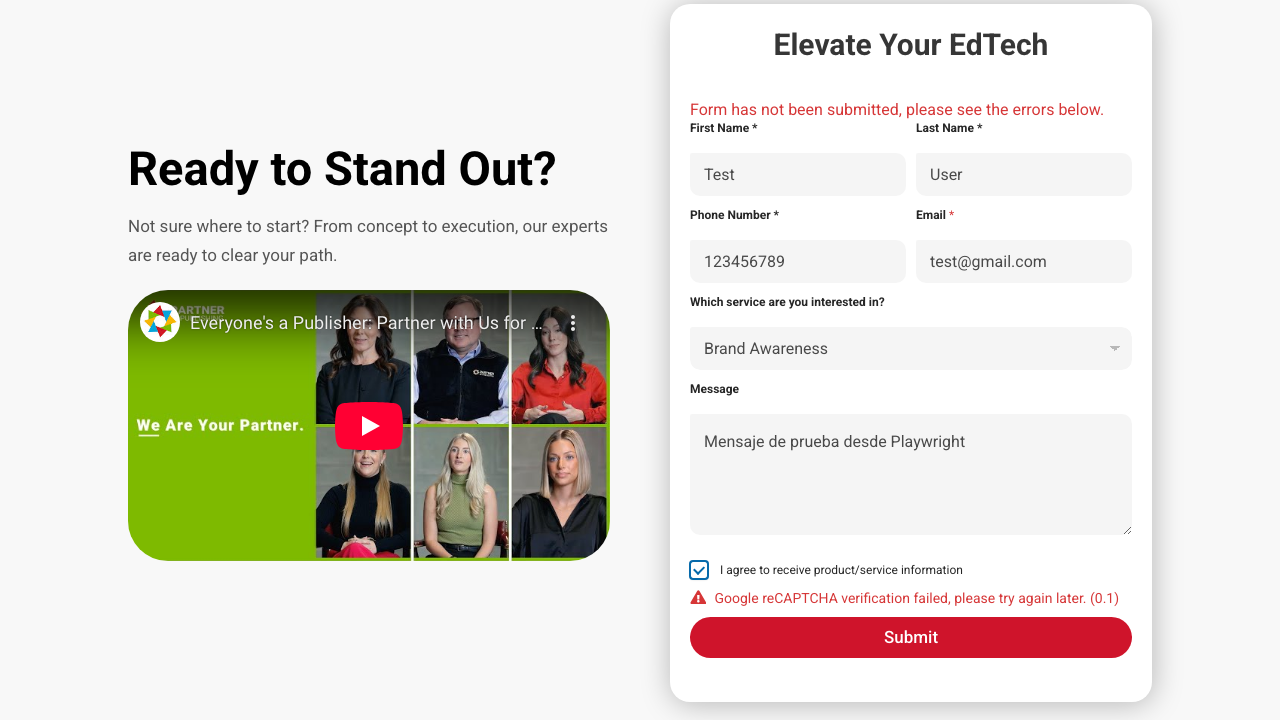 Ready to Stand Out?
Not sure where to start? From concept to execution, our experts
are ready to clear your path.
PARTNER
Everyone's a Publisher: Partner with Us for ...
We Are Your Partner.
Elevate Your EdTech
Form has not been submitted, please see the errors below.
First Name * Last Name *
Test User
Phone Number * Email *
123456789 test@gmail.com
Which service are you interested in?
Brand Awareness
Message
Mensaje de prueba desde Playwright
I agree to receive product/service information
Google reCAPTCHA verification failed, please try again later. (0.1)
Submit